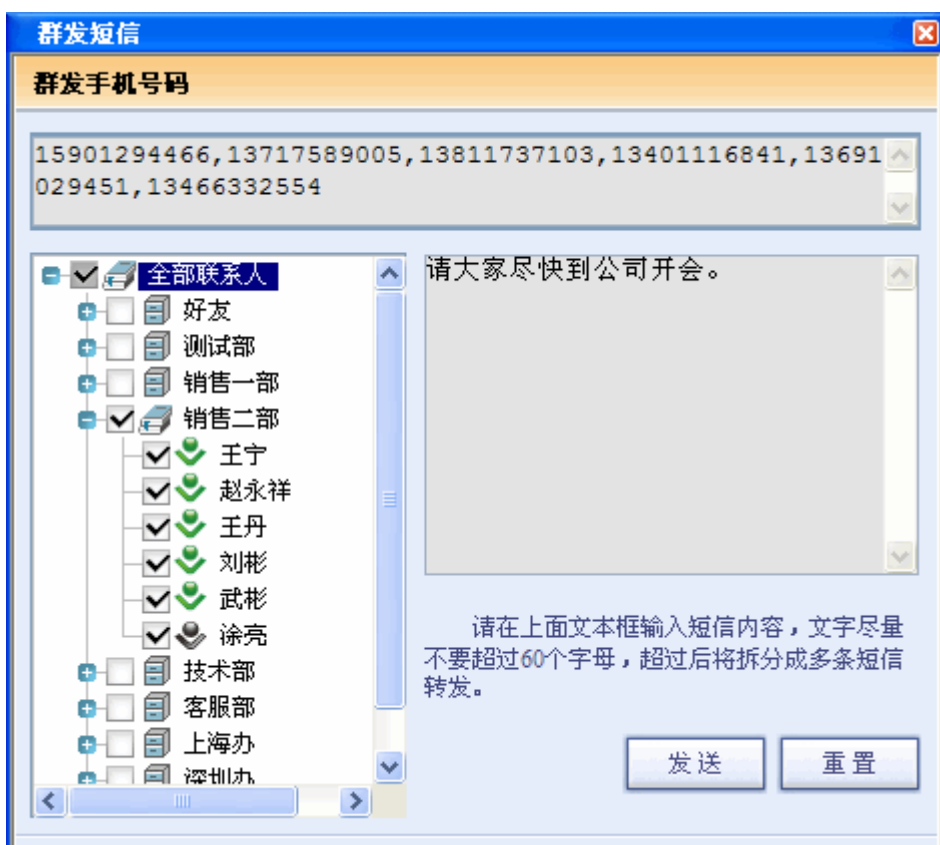 群发短信
群发手机号码
15901294466,13717589005,13811737103,13401116841,13691
029451,13466332554
全部联系人
好友
测试部
销售一部
销售二部
王宁
赵永祥
王丹
刘彬
武彬
涂亮
技术部
客服部
上海办
深圳办
请大家尽快到公司开会。
请在上面文本框输入短信内容，文字尽量
不要超过60个字母，超过后将拆分成多条短信
转发。
发送
重置